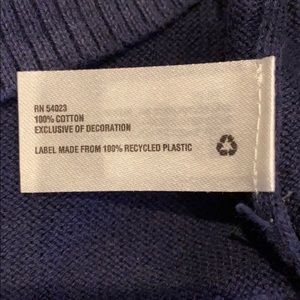 RN 54023
100% COTTON
EXCLUSIVE OF DECORATION
LABEL MADE FROM 100% RECYCLED PLASTIC